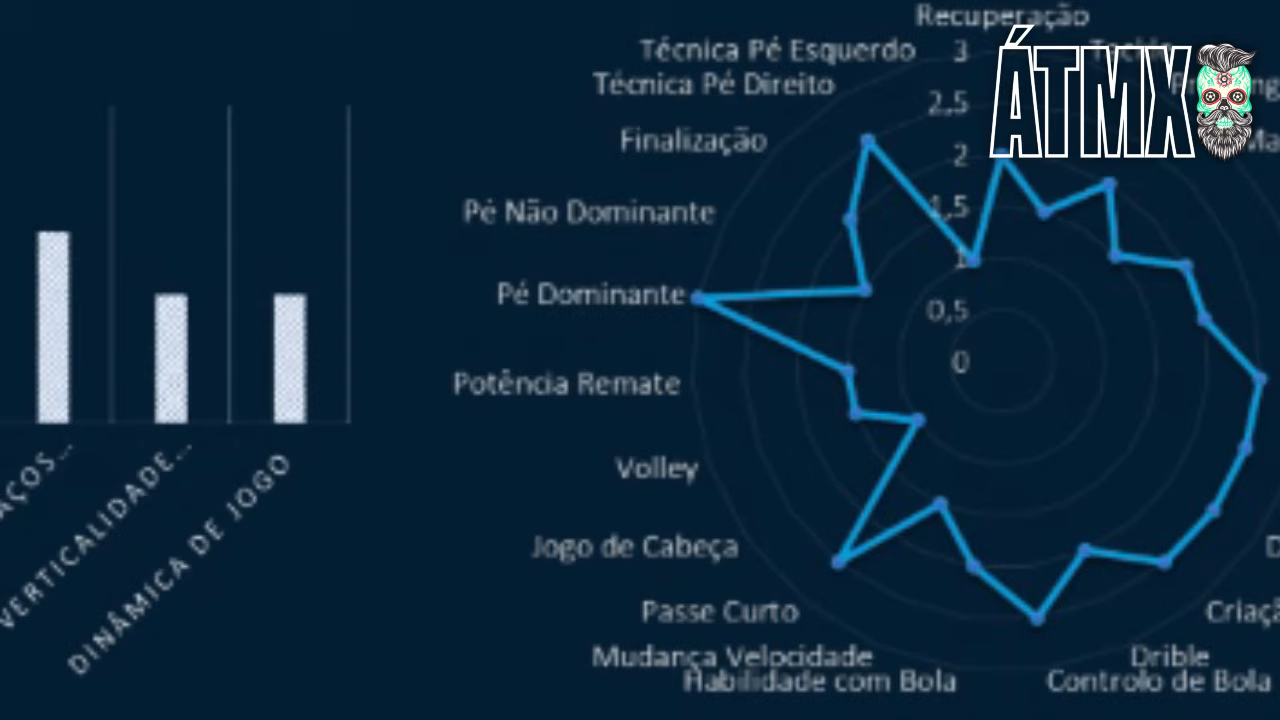 Recuperação
Técnica Pé Esquerdo
Técnica Pé Direito
Finalização
Pé Não Dominante
Pé Dominante
Potência Remate
Volley
Jogo de Cabeça
Passe Curto
Mudança Velocidade
Habilidade com Bola
Controlo de Bola
Drible
3
2,5
2
1,5
1
0,5
0
ÁTMX
VERTICALIDADE...
DINÂMICA DE JOGO